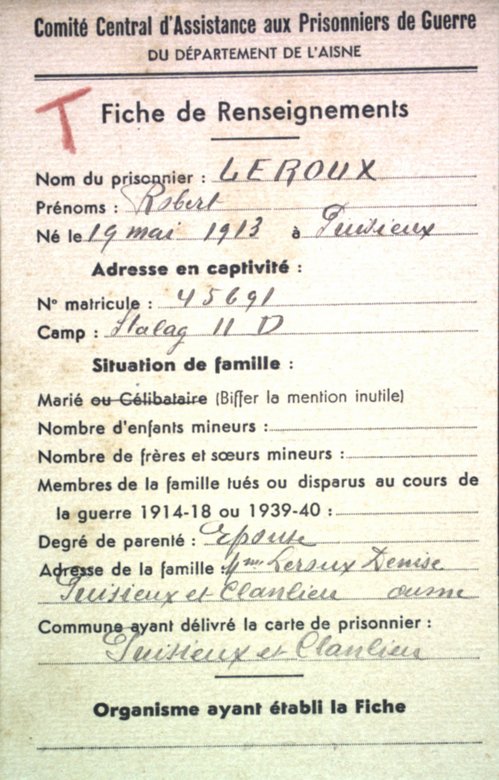 Comité Central d'Assistance aux Prisonniers de Guerre
DU DÉPARTEMENT DE L'AISNE
T
Fiche de Renseignements
Nom du prisonnier : LEROUX
Prénoms : Robert
Né le 19 mai 1913 à Puisieux
Adresse en captivité :
N° matricule : 45691
Camp : Stalag II D
Situation de famille :
Marié ou Célibataire (Biffer la mention inutile)
Nombre d'enfants mineurs :
Nombre de frères et sœurs mineurs :
Membres de la famille tués ou disparus au cours de
la guerre 1914-18 ou 1939-40 :
Degré de parenté : Epouse
Adresse de la famille : Mme Leroux Denise
Puisieux et Clanlieu aisne
Commune ayant délivré la carte de prisonnier :
Puisieux et Clanlieu
Organisme ayant établi la Fiche